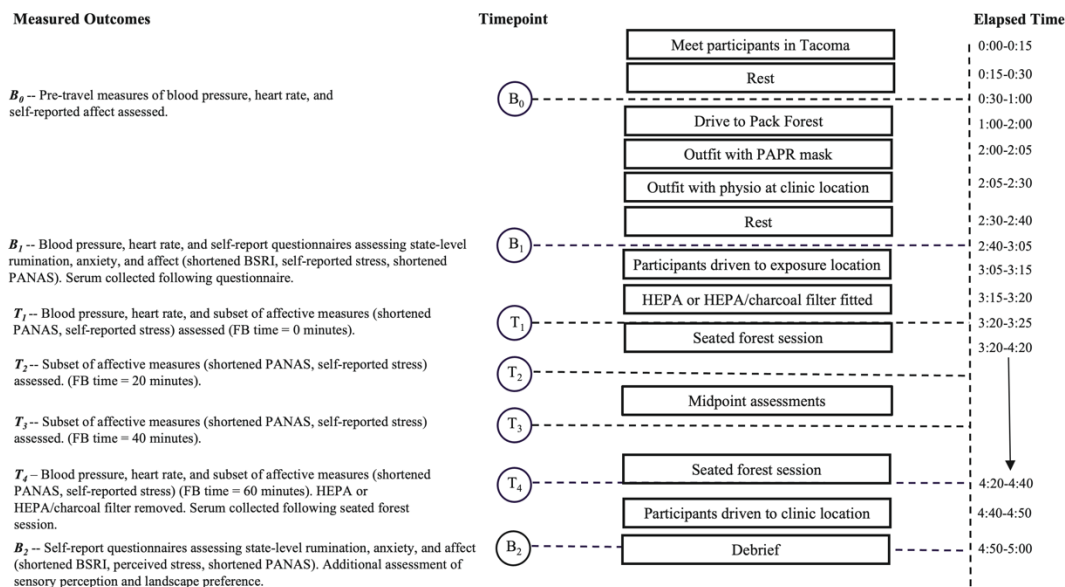 Measured Outcomes
Timepoint
Elapsed Time
Meet participants in Tacoma
0:00-0:15
Rest
0:15-0:30
B0 -- Pre-travel measures of blood pressure, heart rate, and
self-reported affect assessed.
B0
0:30-1:00
Drive to Pack Forest
1:00-2:00
Outfit with PAPR mask
2:00-2:05
Outfit with physio at clinic location
2:05-2:30
Rest
2:30-2:40
B1 -- Blood pressure, heart rate, and self-report questionnaires assessing state-level
rumination, anxiety, and affect (shortened BSRI, self-reported stress, shortened
PANAS). Serum collected following questionnaire.
B1
2:40-3:05
Participants driven to exposure location
3:05-3:15
HEPA or HEPA/charcoal filter fitted
3:15-3:20
T1 -- Blood pressure, heart rate, and subset of affective measures (shortened
PANAS, self-reported stress) assessed (FB time = 0 minutes).
T1
3:20-3:25
Seated forest session
3:20-4:20
T2 -- Subset of affective measures (shortened PANAS, self-reported stress)
assessed. (FB time = 20 minutes).
T2
Midpoint assessments
T3 -- Subset of affective measures (shortened PANAS, self-reported stress)
assessed. (FB time = 40 minutes).
T3
Seated forest session
T4 – Blood pressure, heart rate, and subset of affective measures (shortened
PANAS, self-reported stress) (FB time = 60 minutes). HEPA or
HEPA/charcoal filter removed. Serum collected following seated forest
session.
T4
4:20-4:40
Participants driven to clinic location
4:40-4:50
B2 -- Self-report questionnaires assessing state-level rumination, anxiety, and affect
(shortened BSRI, perceived stress, shortened PANAS). Additional assessment of
sensory perception and landscape preference.
B2
Debrief
4:50-5:00